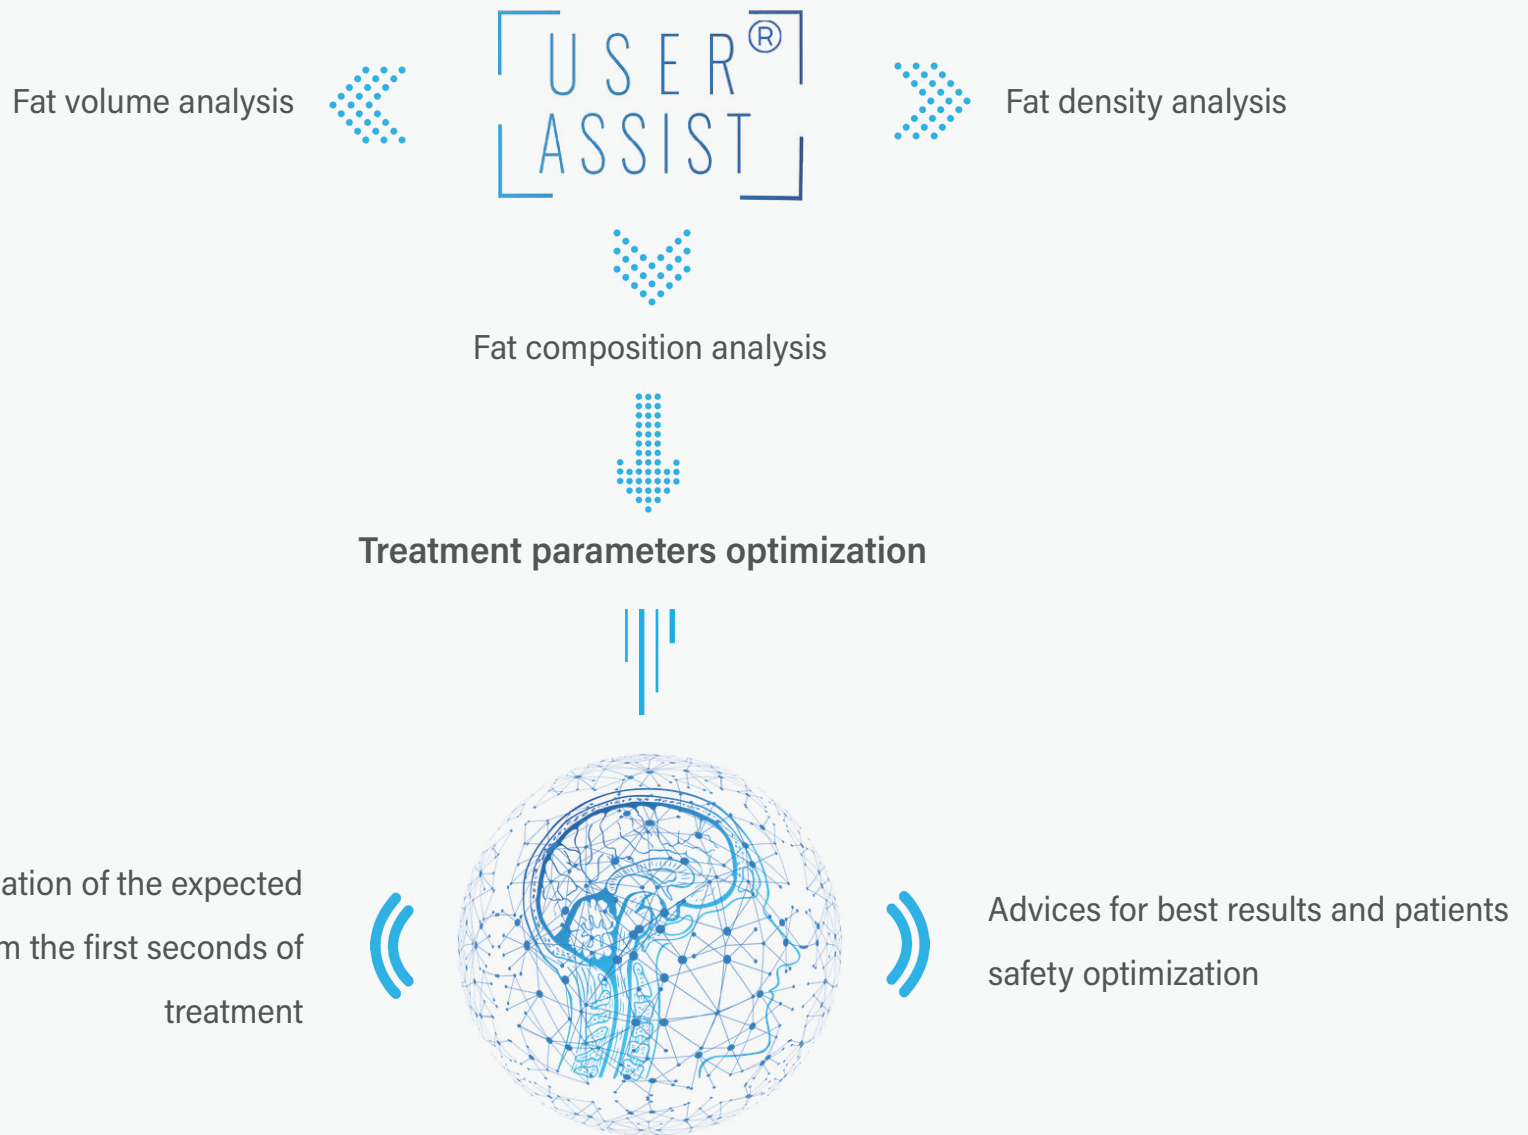 USER®
ASSIST
Fat volume analysis
Fat density analysis
Fat composition analysis
Treatment parameters optimization
of the expected
the first seconds of
treatment
Advices for best results and patients
safety optimization